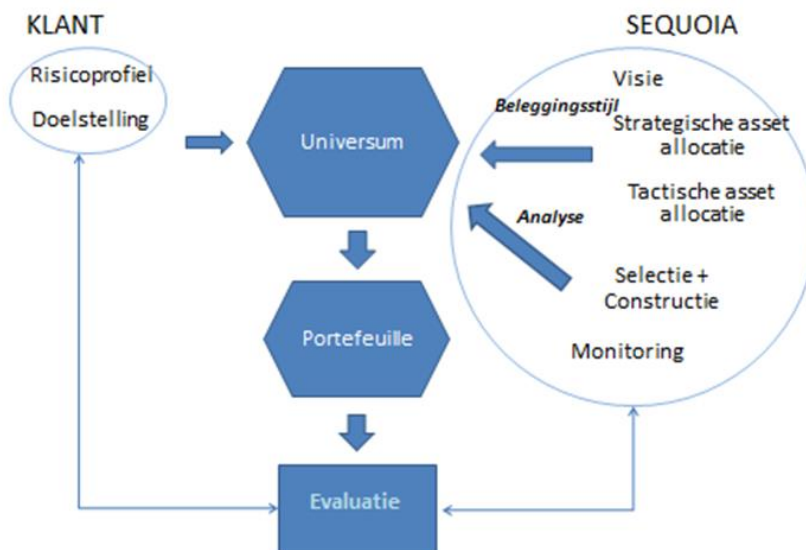 KLANT
Risicoprofiel
Doelstelling
Universum
Portefeuille
Evaluatie
SEQUOIA
Visie
Beleggingsstijl
Strategische asset
allocatie
Tactische asset
allocatie
Analyse
Selectie +
Constructie
Monitoring